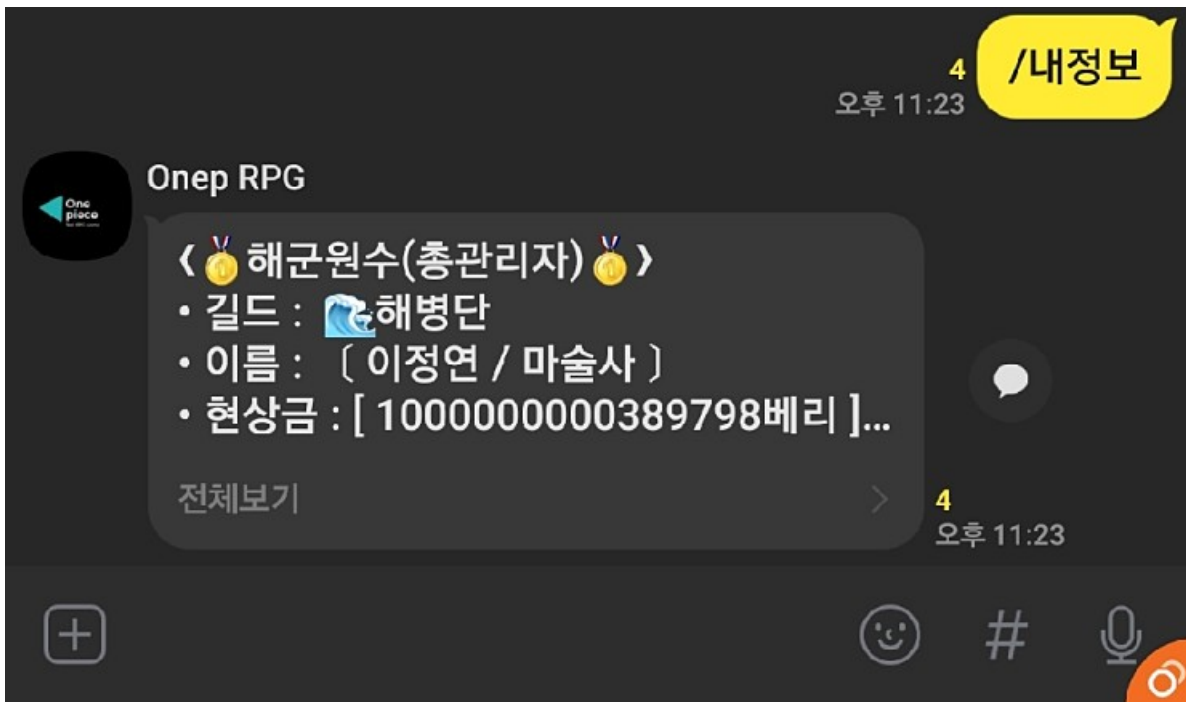 /내정보
4
오후 11:23
Onep RPG
One
piece
❬🏅해군원수(총관리자)🏅❭
• 길드 : 🌊해병단
• 이름 : 〔 이정연 / 마술사 〕
• 현상금 : [ 1000000000389798베리 ]...
전체보기
4
오후 11:23
#